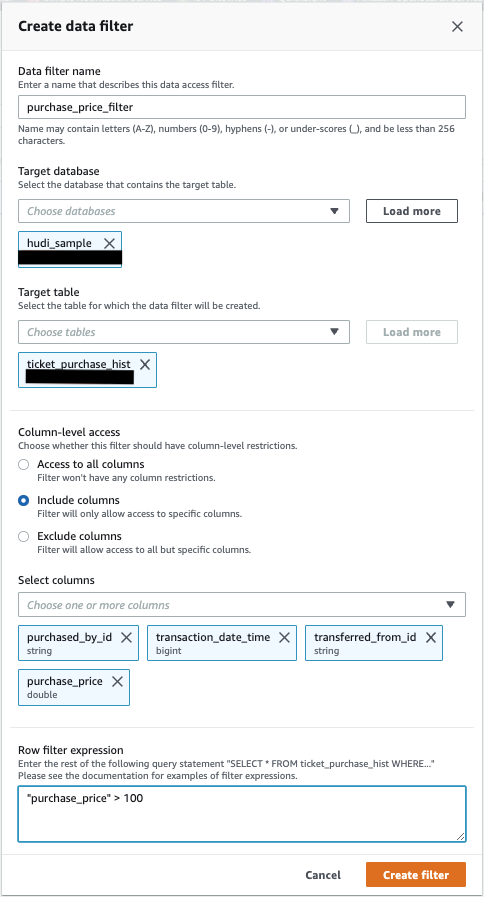 Create data filter
Data filter name
Enter a name that describes this data access filter.
purchase_price_filter
Name may contain letters (A-Z), numbers (0-9), hyphens (-), or under-scores (_), and be less than 256
characters.
Target database
Select the database that contains the target table.
Choose databases
Load more
hudi_sample
Target table
Select the table for which the data filter will be created.
Choose tables
Load more
ticket_purchase_hist
Column-level access
Choose whether this filter should have column-level restrictions.
Access to all columns
Filter won't have any column restrictions.
Include columns
Filter will only allow access to specific columns.
Exclude columns
Filter will allow access to all but specific columns.
Select columns
Choose one or more columns
purchased_by_id
string
transaction_date_time
bigint
transferred_from_id
string
purchase_price
double
Row filter expression
Enter the rest of the following query statement "SELECT * FROM ticket_purchase_hist WHERE..."
Please see the documentation for examples of filter expressions.
"purchase_price" > 100
Cancel
Create filter